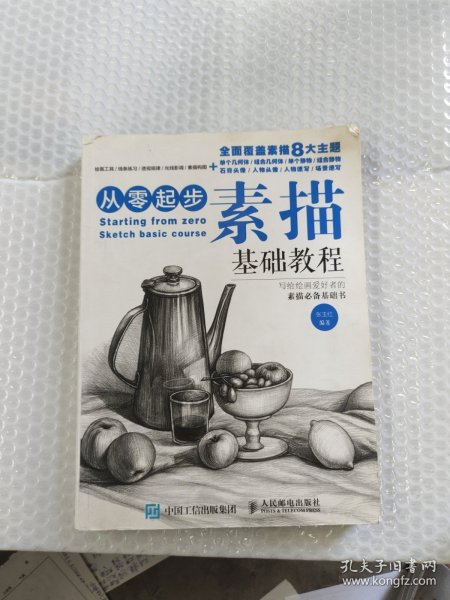 全面覆盖素描8大主题
绘画工具/线条练习/透视规律/光线影调/素描构图 + 单个几何体/结合几何体/单个静物/结合静物
石膏头像/人物头像/人物速写/场景速写
从零起步
Starting from zero
Sketch basic course
素描
基础教程
写给绘画爱好者的
素描必备基础书
张玉红
编著
中国工信出版集团
人民邮电出版社
POSTS & TELECOM PRESS
孔夫子旧书网
www.kongfz.com